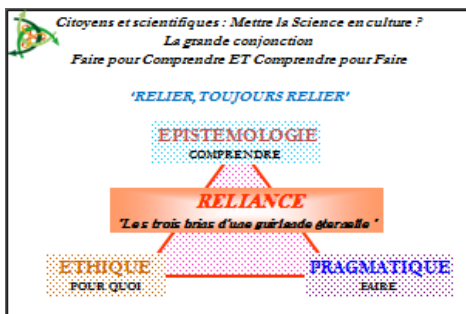 Citoyens et scientifiques : Mettre la Science en culture ?
La grande conjonction
Faire pour Comprendre ET Comprendre pour Faire
‘RELIER, TOUJOURS RELIER’
EPISTEMOLOGIE
COMPRENDRE
RELIANCE
"Les trois brins d'une guirlande éternelle "
ETHIQUE
POUR QUOI
PRAGMATIQUE
FAIRE